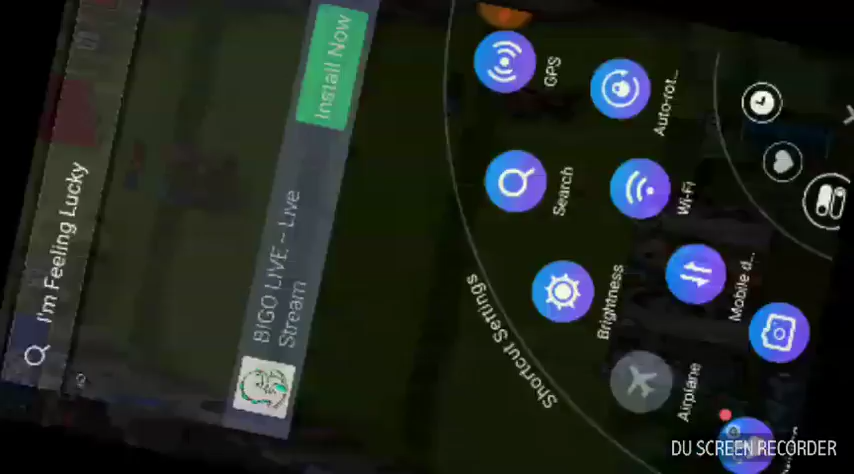 I'm Feeling Lucky
BIGO LIVE – Live
Stream
Install Now
Shortcut Settings
GPS
Auto-rot...
Search
Wi-Fi
Brightness
Mobile d...
Airplane
DU SCREEN RECORDER